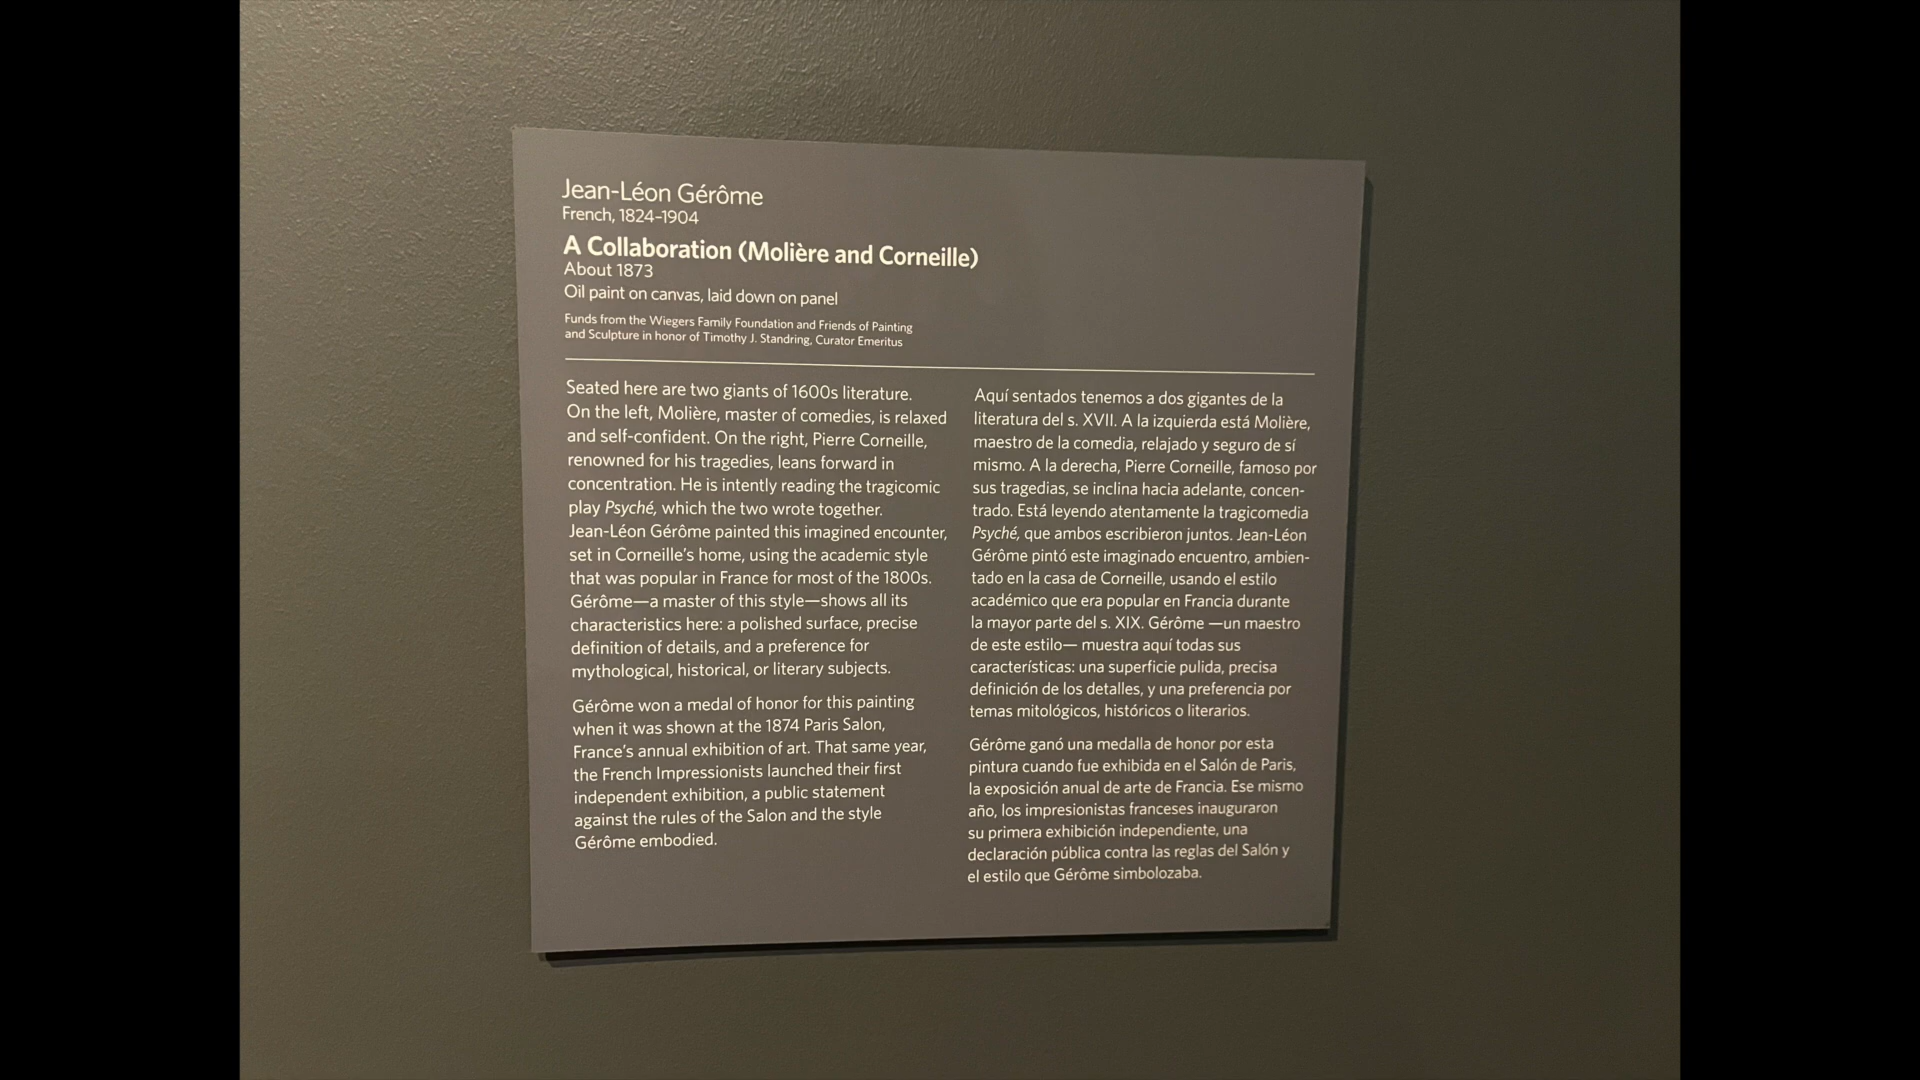 Jean-Léon Gérôme
French, 1824–1904
A Collaboration (Molière and Corneille)
About 1873
Oil paint on canvas, laid down on panel
Funds from the Wiegers Family Foundation and Friends of Painting
and Sculpture in honor of Timothy J. Standring, Curator Emeritus
Seated here are two giants of 1600s literature.
On the left, Molière, master of comedies, is relaxed
and self-confident. On the right, Pierre Corneille,
renowned for his tragedies, leans forward in
concentration. He is intently reading the tragicomic
play Psyché, which the two wrote together.
Jean-Léon Gérôme painted this imagined encounter,
set in Corneille's home, using the academic style
that was popular in France for most of the 1800s.
Gérôme—a master of this style—shows all its
characteristics here: a polished surface, precise
definition of details, and a preference for
mythological, historical, or literary subjects.
Gérôme won a medal of honor for this painting
when it was shown at the 1874 Paris Salon,
France's annual exhibition of art. That same year,
the French Impressionists launched their first
independent exhibition, a public statement
against the rules of the Salon and the style
Gérôme embodied.
Aquí sentados tenemos a dos gigantes de la
literatura del s. XVII. A la izquierda está Molière,
maestro de la comedia, relajado y seguro de sí
mismo. A la derecha, Pierre Corneille, famoso por
sus tragedias, se inclina hacia adelante, concen-
trado. Está leyendo atentamente la tragicomedia
Psyché, que ambos escribieron juntos. Jean-Léon
Gérôme pintó este imaginado encuentro, ambien-
tado en la casa de Corneille, usando el estilo
académico que era popular en Francia durante
la mayor parte del s. XIX. Gérôme —un maestro
de este estilo— muestra aquí todas sus
características: una superficie pulida, precisa
definición de los detalles, y una preferencia por
temas mitológicos, históricos o literarios.
Gérôme ganó una medalla de honor por esta
pintura cuando fue exhibida en el Salón de Paris,
la exposición anual de arte de Francia. Ese mismo
año, los impresionistas franceses inauguraron
su primera exhibición independiente, una
declaración pública contra las reglas del Salón y
el estilo que Gérôme simbolozaba.